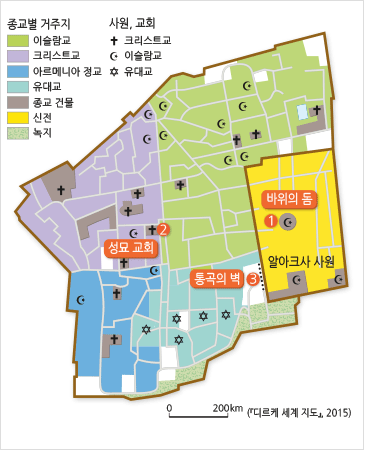 종교별 거주지
이슬람교
크리스트교
아르메니아 정교
유대교
종교 건물
신전
녹지
사원, 교회
크리스트교
이슬람교
유대교
바위의 돔
1
2
성묘 교회
알아크사 사원
통곡의 벽 3
0 200km
(『디르케 세계 지도』, 2015)